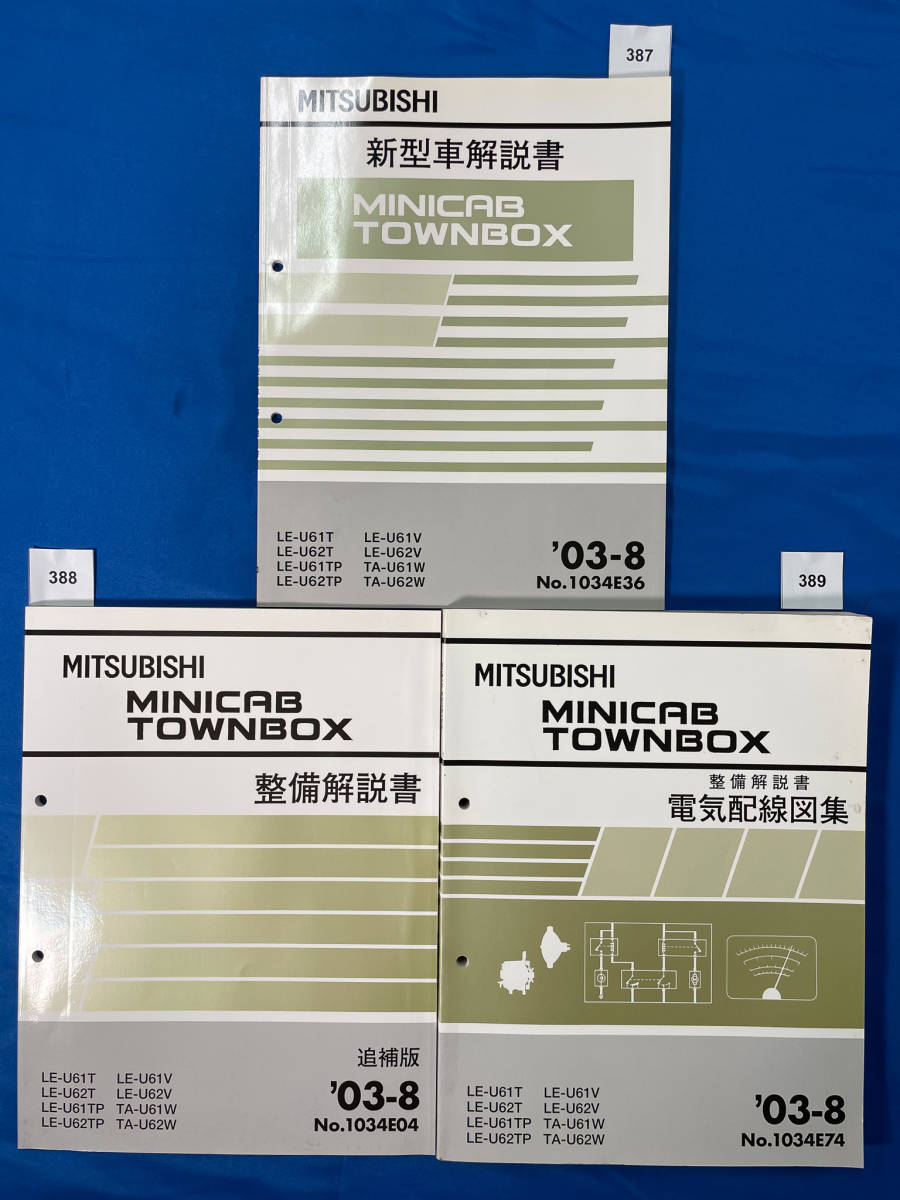 387
MITSUBISHI
新型車解説書
MINICAB
TOWNBOX
LE-U61T LE-U61V
LE-U62T LE-U62V
LE-U61TP TA-U61W
LE-U62TP TA-U62W
'03-8
No.1034E36
388
MITSUBISHI
MINICAB
TOWNBOX
整備解説書
追補版
LE-U61T LE-U61V
LE-U62T LE-U62V
LE-U61TP TA-U61W
LE-U62TP TA-U62W
'03-8
No.1034E04
389
MITSUBISHI
MINICAB
TOWNBOX
整備解説書
電気配線図集
LE-U61T LE-U61V
LE-U62T LE-U62V
LE-U61TP TA-U61W
LE-U62TP TA-U62W
'03-8
No.1034E74